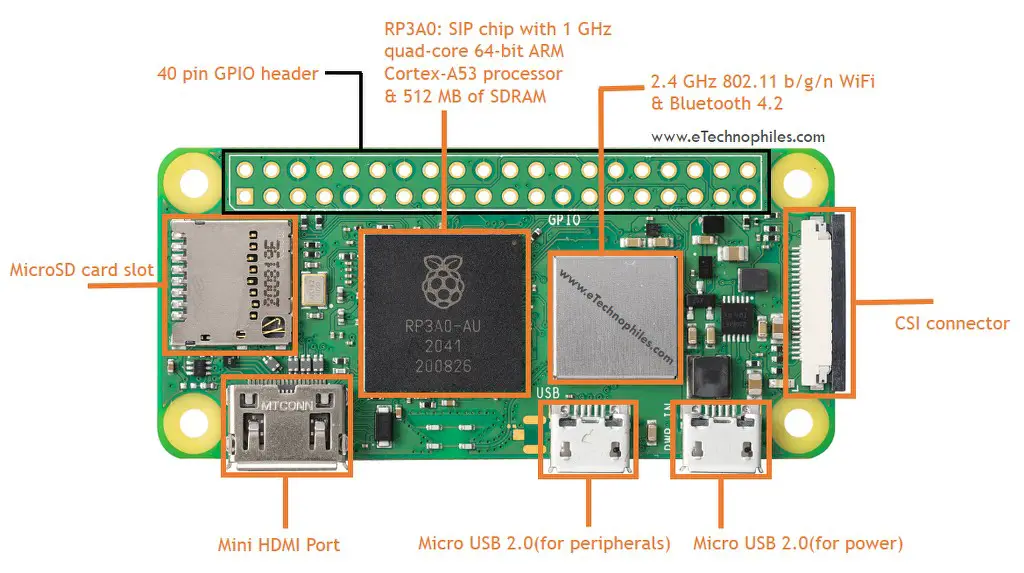 RP3A0: SIP chip with 1 GHz
quad-core 64-bit ARM
Cortex-A53 processor
& 512 MB of SDRAM
40 pin GPIO header
2.4 GHz 802.11 b/g/n WiFi
& Bluetooth 4.2
www.eTechnophiles.com
GPIO
MicroSD card slot
200813E
www.eTechnophiles.com
RP3A0-AU
2041
200826
CSI connector
USB
MTCONN
PWR IN
Mini HDMI Port
Micro USB 2.0(for peripherals)
Micro USB 2.0(for power)